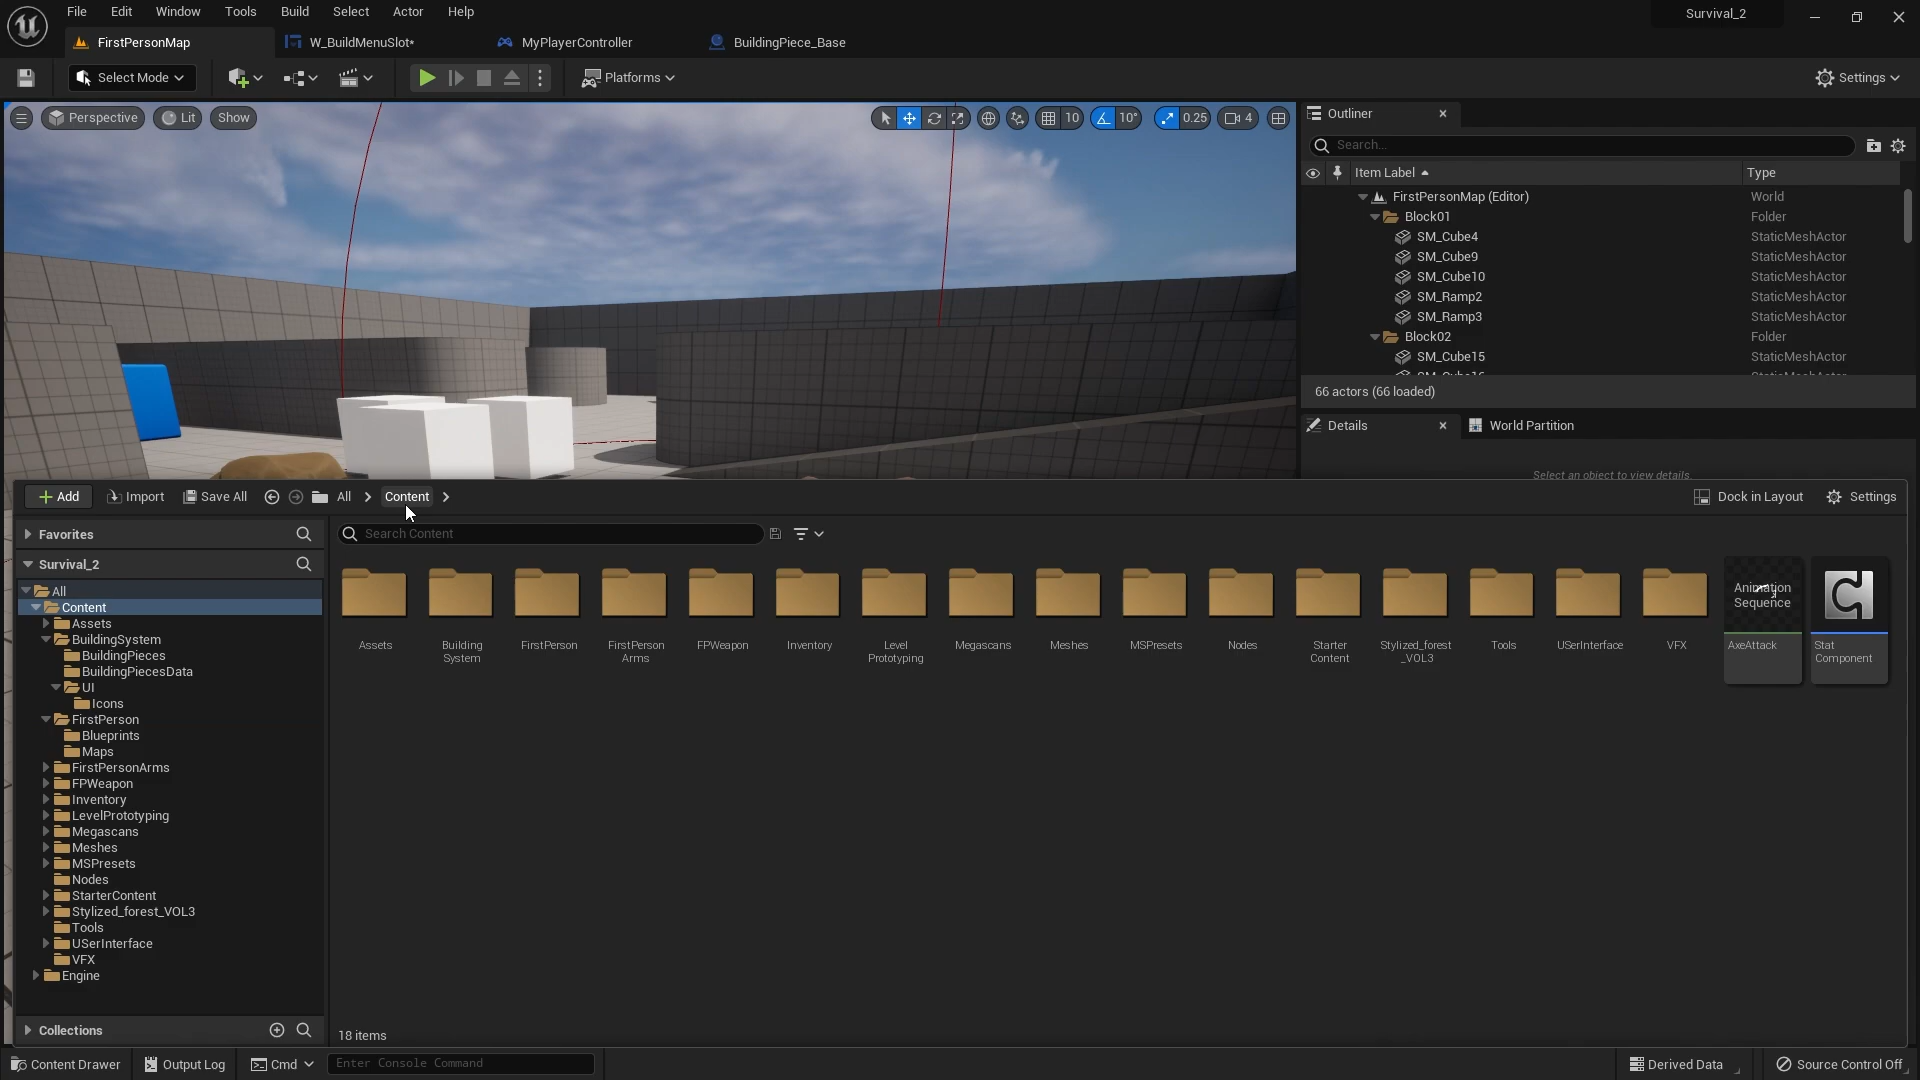 File Edit Window Tools Build Select Actor Help
Survival_2
FirstPersonMap
W_BuildMenuSlot*
MyPlayerController
BuildingPiece_Base
Select Mode
Platforms
Settings
Perspective
Lit
Show
10
10°
0.25
4
Outliner
Search...
Item Label
Type
FirstPersonMap (Editor) World
Block01 Folder
SM_Cube4 StaticMeshActor
SM_Cube9 StaticMeshActor
SM_Cube10 StaticMeshActor
SM_Ramp2 StaticMeshActor
SM_Ramp3 StaticMeshActor
Block02 Folder
SM_Cube15 StaticMeshActor
66 actors (66 loaded)
Details
World Partition
Select an object to view details.
Add
Import
Save All
All
Content
Dock in Layout
Settings
Favorites
Survival_2
All
Content
Assets
BuildingSystem
BuildingPieces
BuildingPiecesData
UI
Icons
FirstPerson
Blueprints
Maps
FirstPersonArms
FPWeapon
Inventory
LevelPrototyping
Megascans
Meshes
MSPresets
Nodes
StarterContent
Stylized_forest_VOL3
Tools
USerInterface
VFX
Engine
Collections
Search Content
Assets
Building
System
FirstPerson
FirstPerson
Arms
FPWeapon
Inventory
Level
Prototyping
Megascans
Meshes
MSPresets
Nodes
Starter
Content
Stylized_forest
_VOL3
Tools
USerInterface
VFX
Animation
Sequence
AxeAttack
Stat
Component
18 items
Content Drawer
Output Log
Cmd
Enter Console Command
Derived Data
Source Control Off